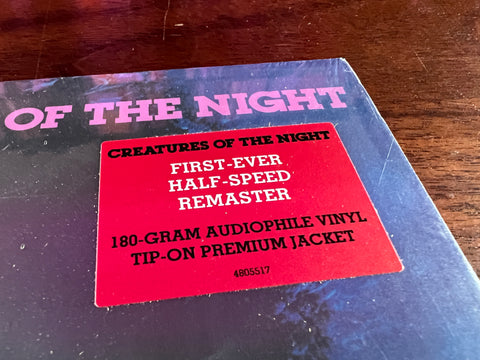 OF THE NIGHT
CREATURES OF THE NIGHT
FIRST-EVER
HALF-SPEED
REMASTER
180-GRAM AUDIOPHILE VINYL
TIP-ON PREMIUM JACKET
4805517